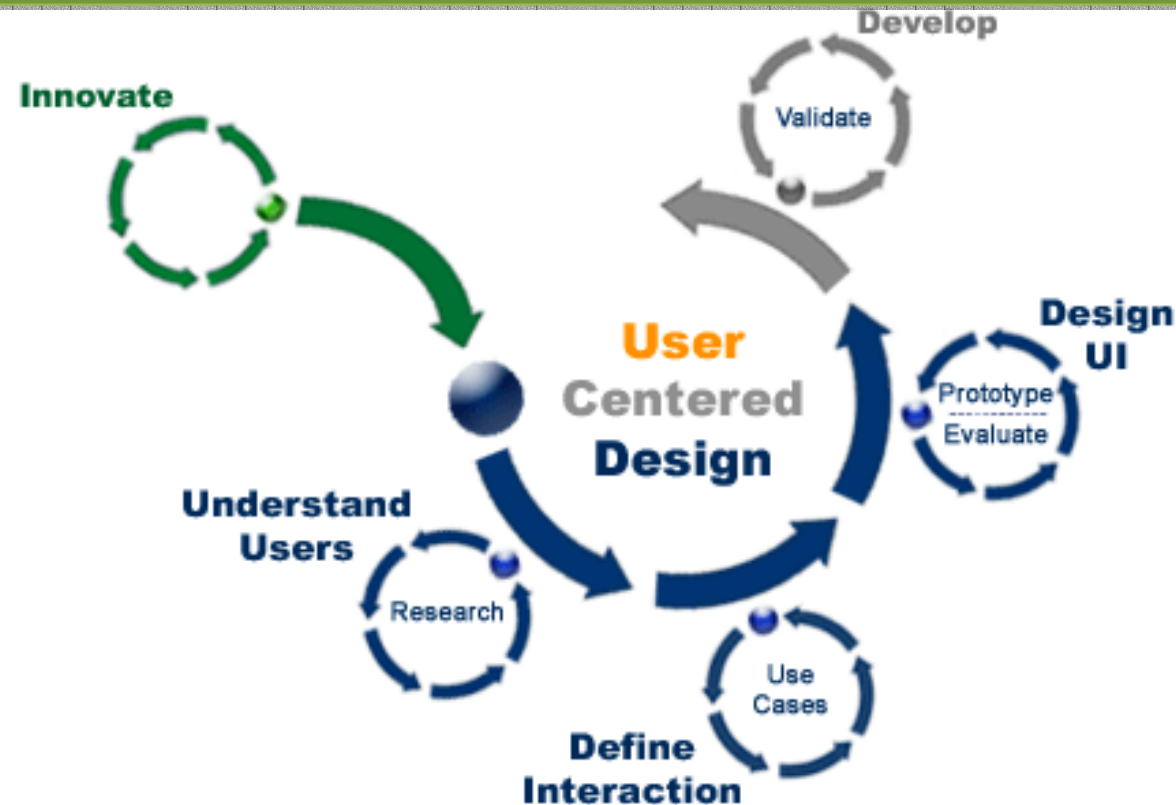 Develop
Innovate
Validate
Design
UI
User
Centered
Design
Prototype
Evaluate
Understand
Users
Research
Use
Cases
Define
Interaction